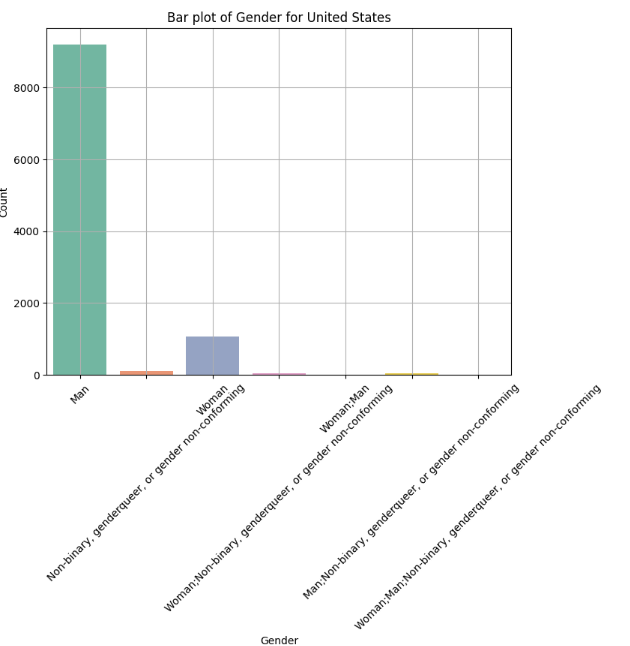 Bar plot of Gender for United States
8000
6000
4000
2000
0
Count
Man
Non-binary, genderqueer, or gender non-conforming
Woman
Woman;Non-binary, genderqueer, or gender non-conforming
Woman;Man
Man;Non-binary, genderqueer, or gender non-conforming
Woman;Man;Non-binary, genderqueer, or gender non-conforming
Gender